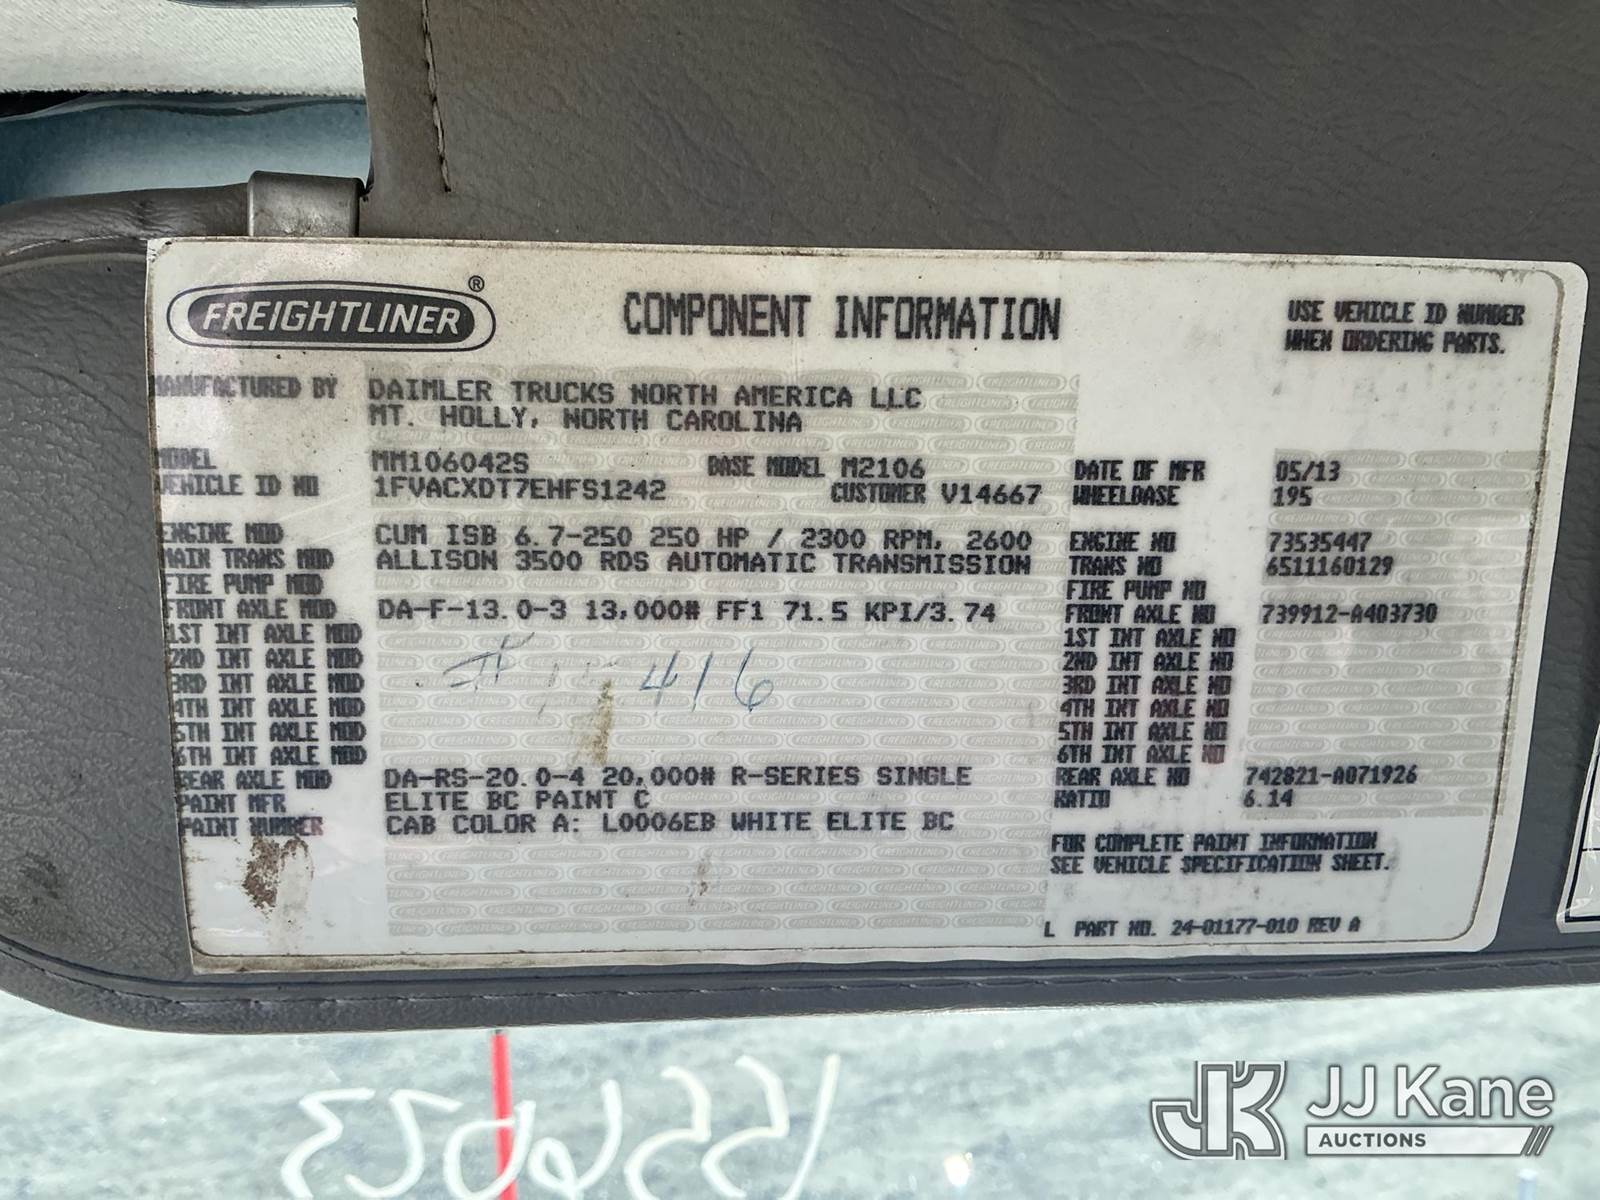 FREIGHTLINER ®
COMPONENT INFORMATION
USE VEHICLE ID NUMBER
WHEN ORDERING PARTS.
MANUFACTURED BY DAIMLER TRUCKS NORTH AMERICA LLC
MT. HOLLY, NORTH CAROLINA
MODEL MM106042S BASE MODEL M2106 DATE OF MFR 05/13
VEHICLE ID NO 1FVACXDT7EHFS1242 CUSTOMER V14667 WHEELBASE 195
ENGINE MOD CUM ISB 6.7-250 250 HP / 2300 RPM, 2600 ENGINE NO 73535447
MAIN TRANS MOD ALLISON 3500 RDS AUTOMATIC TRANSMISSION TRANS NO 6511160129
FIRE PUMP MOD FIRE PUMP NO
FRONT AXLE MOD DA-F-13.0-3 13,000# FF1 71.5 KPI/3.74 FRONT AXLE NO 739912-A403730
1ST INT AXLE MOD 1ST INT AXLE NO
2ND INT AXLE MOD 2ND INT AXLE NO
3RD INT AXLE MOD # 416 3RD INT AXLE NO
4TH INT AXLE MOD 4TH INT AXLE NO
5TH INT AXLE MOD 5TH INT AXLE NO
6TH INT AXLE MOD 6TH INT AXLE NO
REAR AXLE MOD DA-RS-20.0-4 20,000# R-SERIES SINGLE REAR AXLE NO 742821-A071926
PAINT MFR ELITE BC PAINT C RATIO 6.14
PAINT NUMBER CAB COLOR A: L0006EB WHITE ELITE BC
FOR COMPLETE PAINT INFORMATION
SEE VEHICLE SPECIFICATION SHEET.
L PART NO. 24-01177-010 REV A
JJ Kane
AUCTIONS